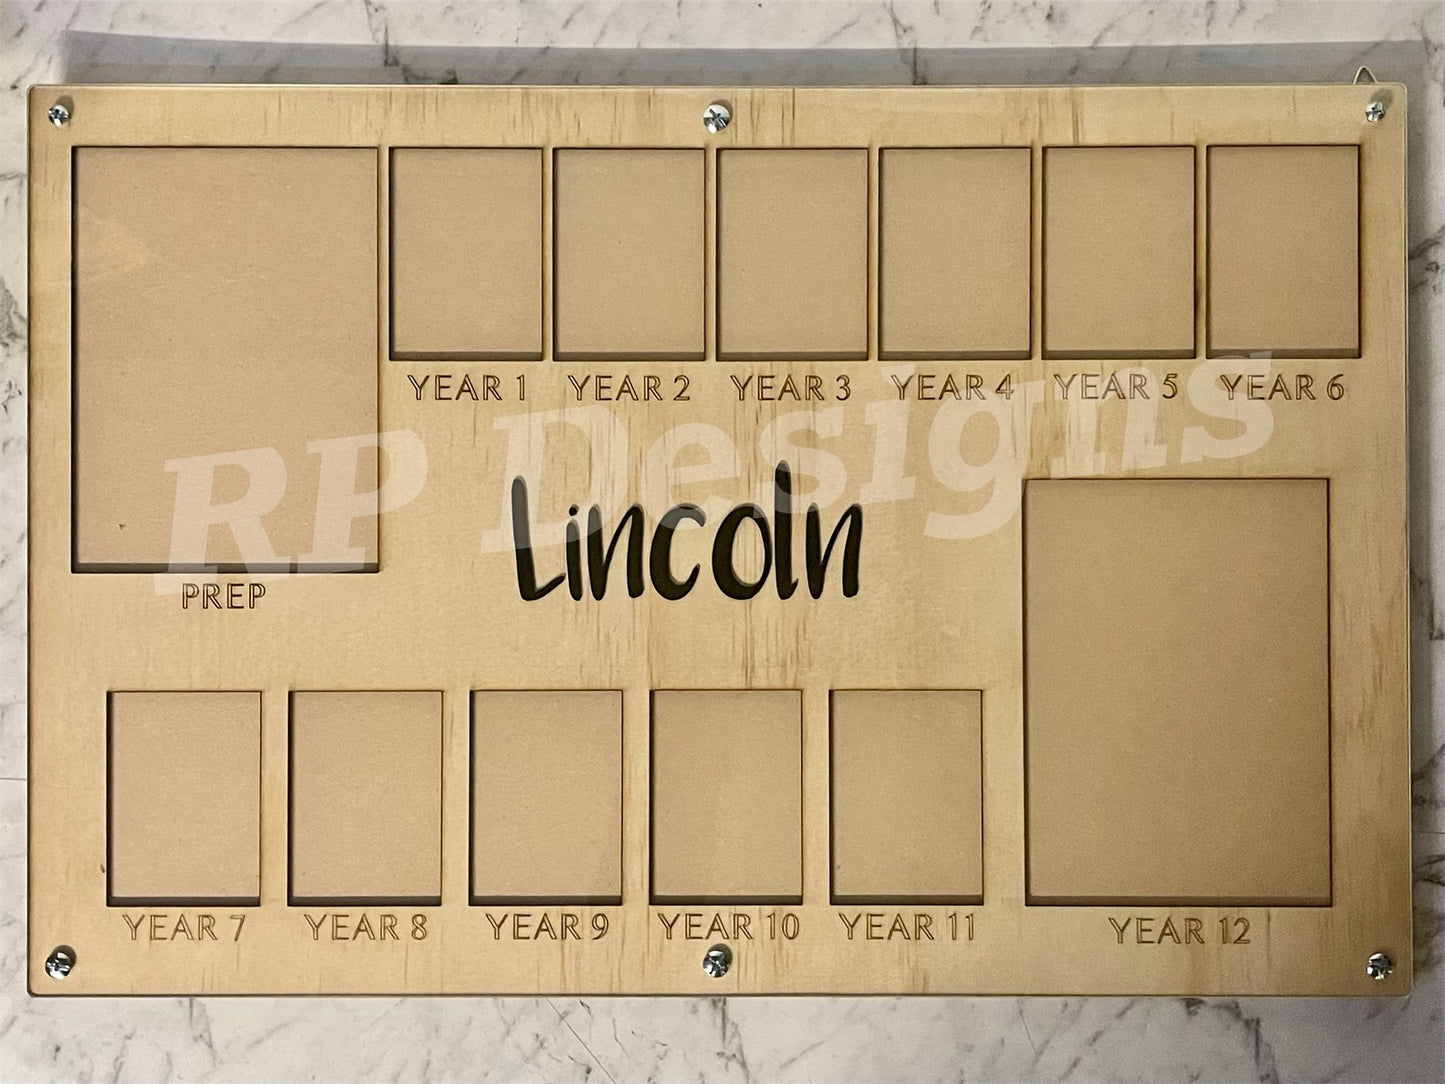 YEAR 1 YEAR 2 YEAR 3 YEAR 4 YEAR 5 YEAR 6
RP Designs
Lincoln
PREP
YEAR 7 YEAR 8 YEAR 9 YEAR 10 YEAR 11 YEAR 12